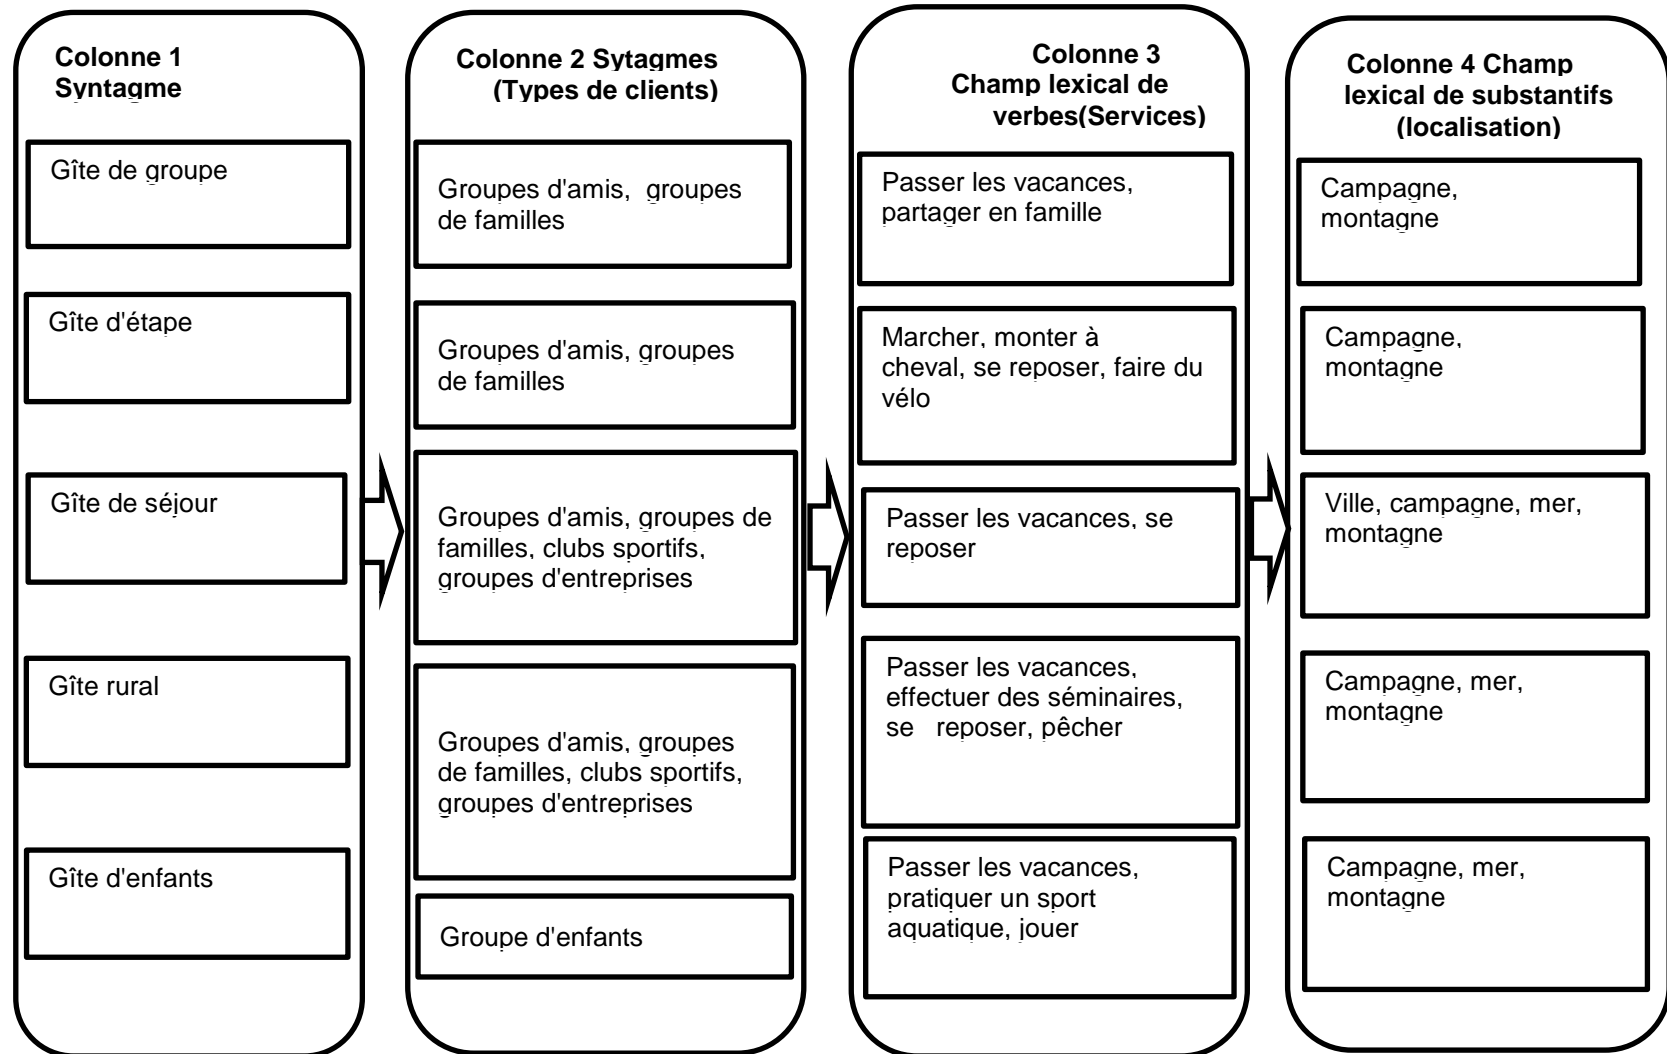 Colonne 1
Syntagme
Gîte de groupe
Gîte d'étape
Gîte de séjour
Gîte rural
Gîte d'enfants
Colonne 2 Sytagmes
(Types de clients)
Groupes d'amis, groupes
de familles
Groupes d'amis, groupes
de familles
Groupes d'amis, groupes de
familles, clubs sportifs,
groupes d'entreprises
Groupes d'amis, groupes
de familles, clubs sportifs,
groupes d'entreprises
Groupe d'enfants
Colonne 3
Champ lexical de
verbes(Services)
Passer les vacances,
partager en famille
Marcher, monter à
cheval, se reposer, faire du
vélo
Passer les vacances, se
reposer
Passer les vacances,
effectuer des séminaires,
se reposer, pêcher
Passer les vacances,
pratiquer un sport
aquatique, jouer
Colonne 4 Champ
lexical de substantifs
(localisation)
Campagne,
montagne
Campagne,
montagne
Ville, campagne, mer,
montagne
Campagne, mer,
montagne
Campagne, mer,
montagne